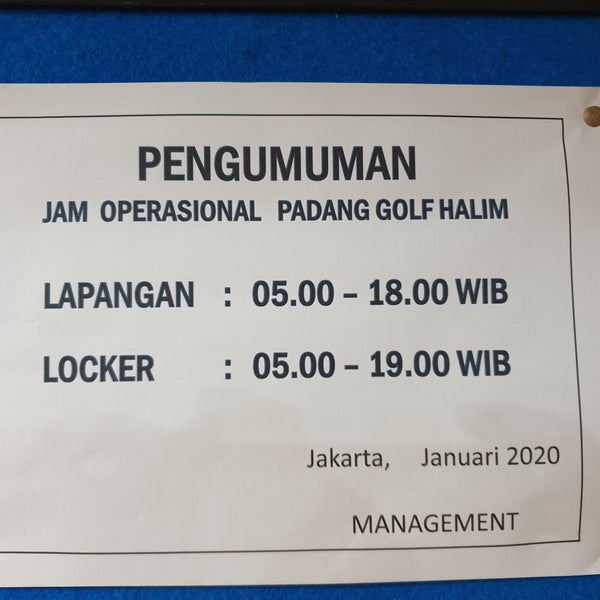 PENGUMUMAN
JAM OPERASIONAL PADANG GOLF HALIM
LAPANGAN : 05.00 – 18.00 WIB
LOCKER : 05.00 – 19.00 WIB
Jakarta, Januari 2020
MANAGEMENT